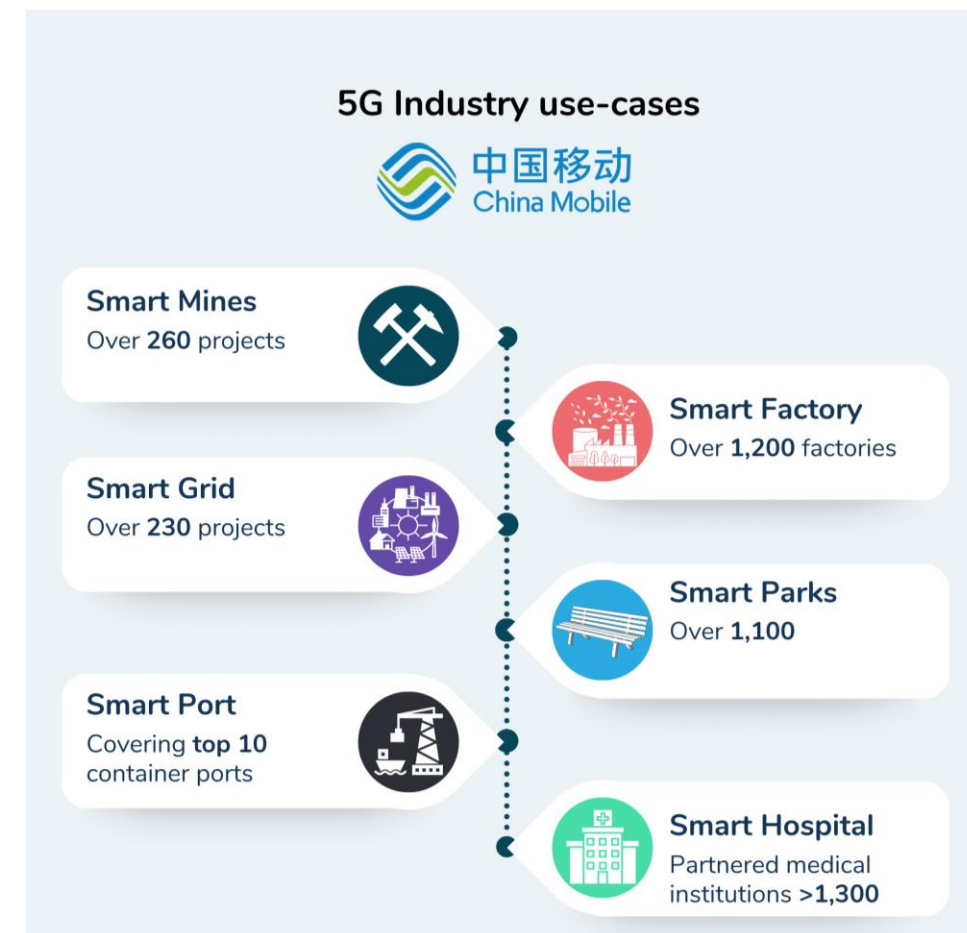 5G Industry use-cases
中国移动
China Mobile
Smart Mines
Over 260 projects
Smart Factory
Over 1,200 factories
Smart Grid
Over 230 projects
Smart Parks
Over 1,100
Smart Port
Covering top 10
container ports
Smart Hospital
Partnered medical
institutions >1,300